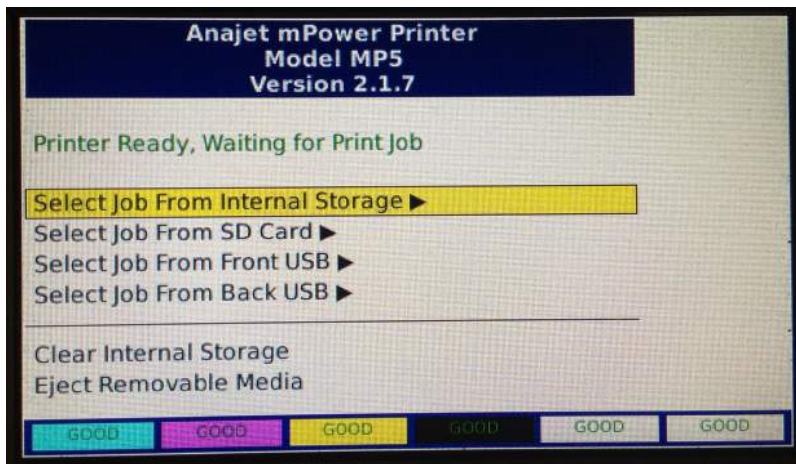 Anajet mPower Printer
Model MP5
Version 2.1.7
Printer Ready, Waiting for Print Job
Select Job From Internal Storage ▶
Select Job From SD Card ▶
Select Job From Front USB ▶
Select Job From Back USB ▶
Clear Internal Storage
Eject Removable Media
GOOD GOOD GOOD GOOD GOOD GOOD